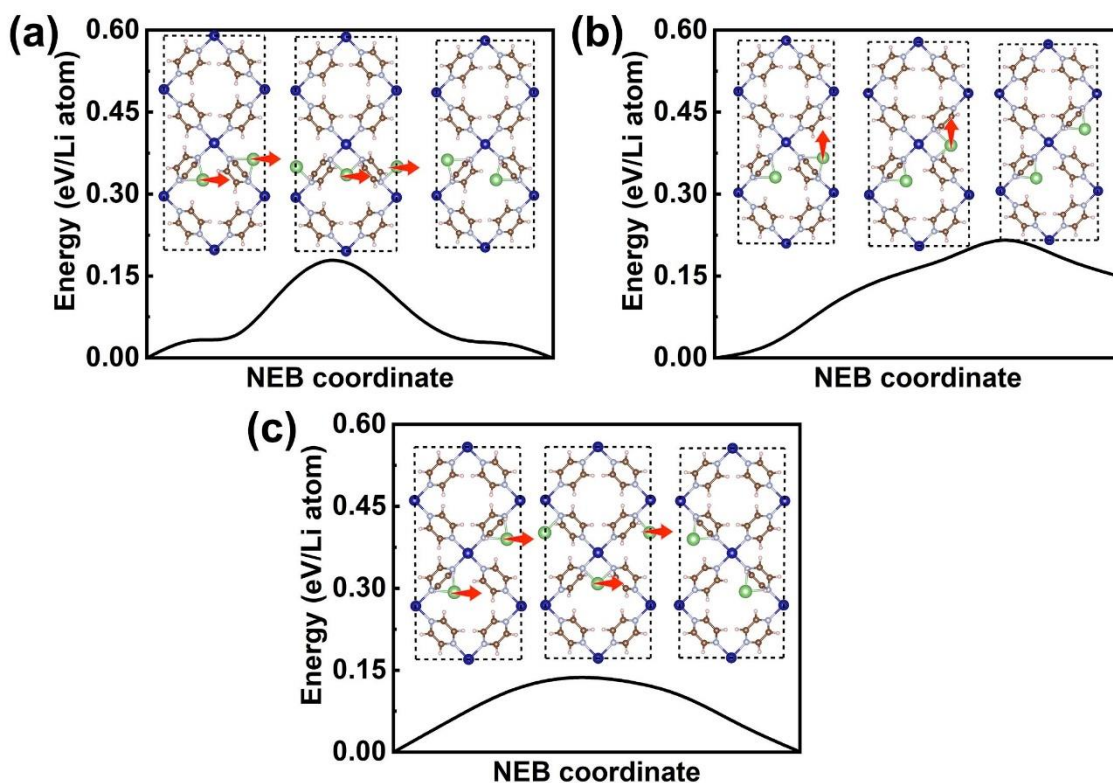 (a)
0.60
0.45
0.30
0.15
0.00
Energy (eV/Li atom)
NEB coordinate
(b)
0.60
0.45
0.30
0.15
0.00
Energy (eV/Li atom)
NEB coordinate
(c)
0.60
0.45
0.30
0.15
0.00
Energy (eV/Li atom)
NEB coordinate